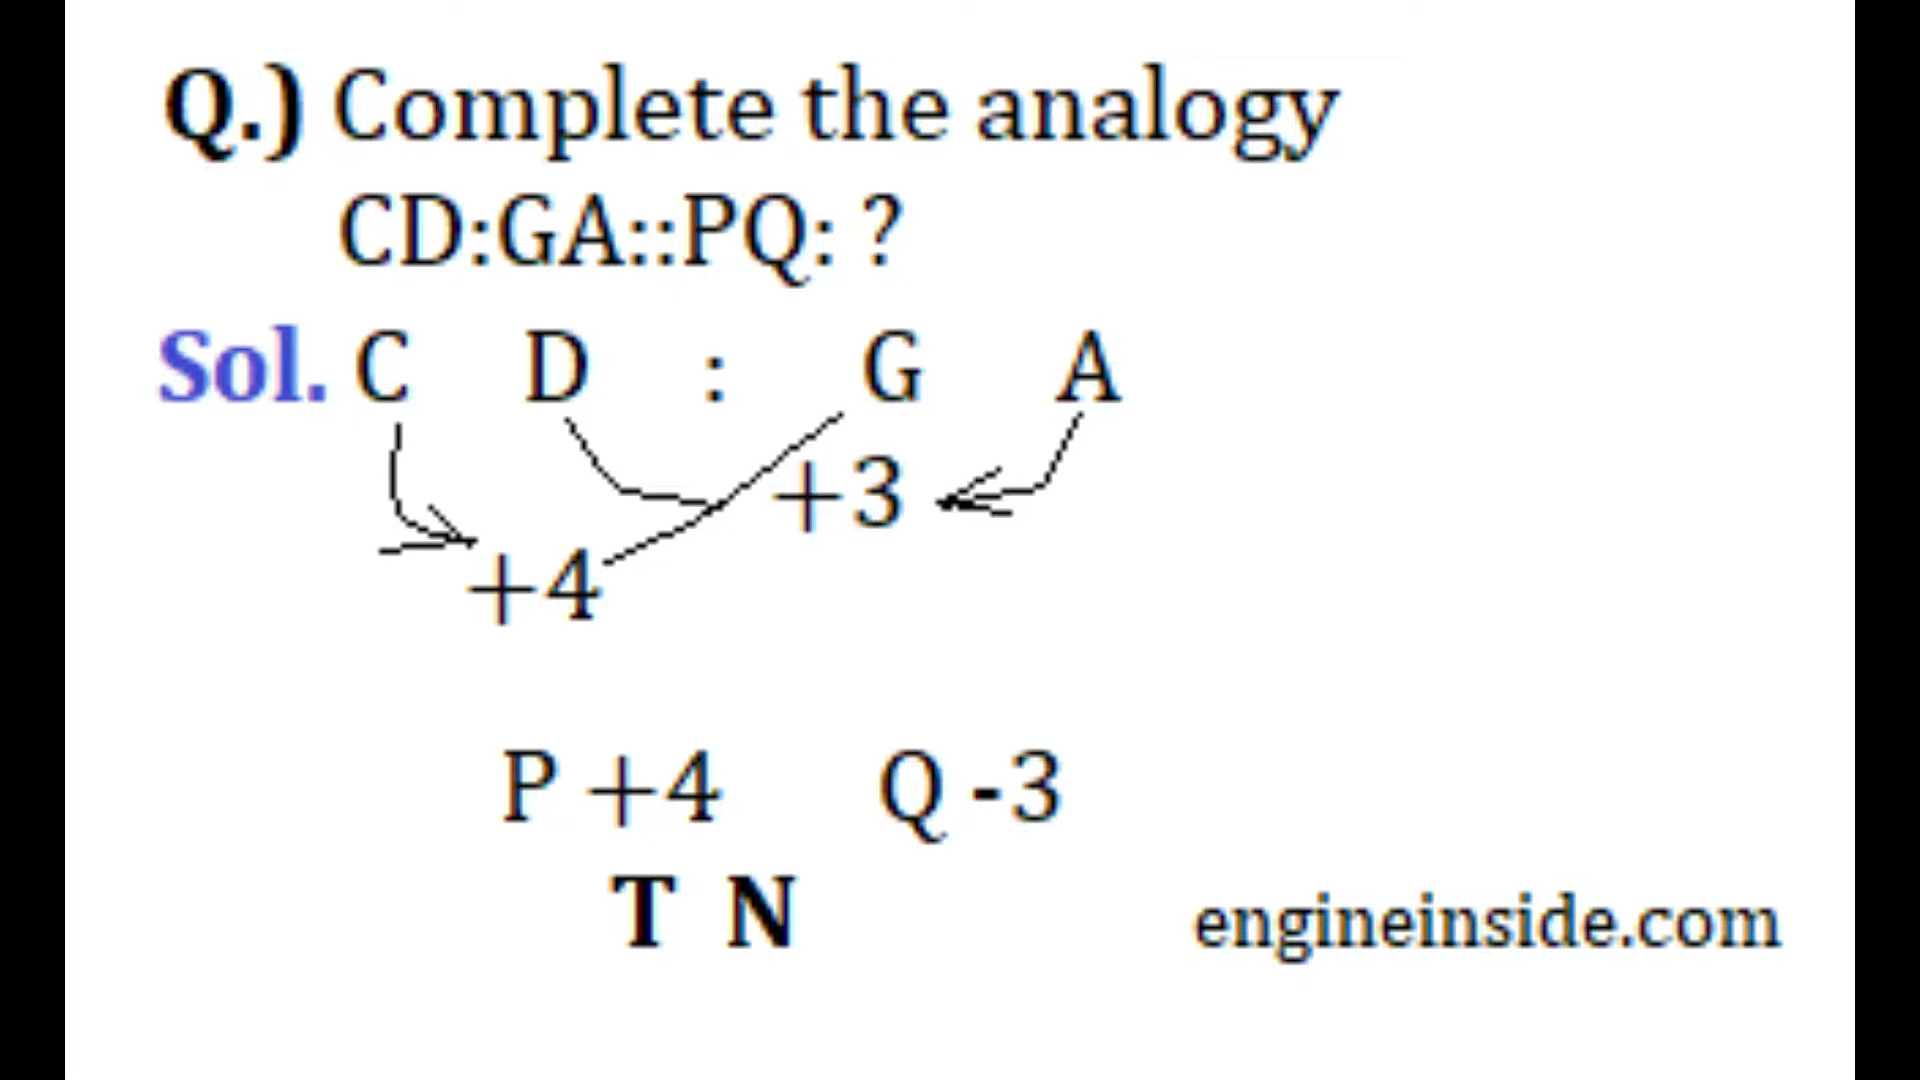 Q.) Complete the analogy
CD:GA::PQ: ?
Sol. C D : G A
+3
+4
P +4 Q -3
T N
engineinside.com